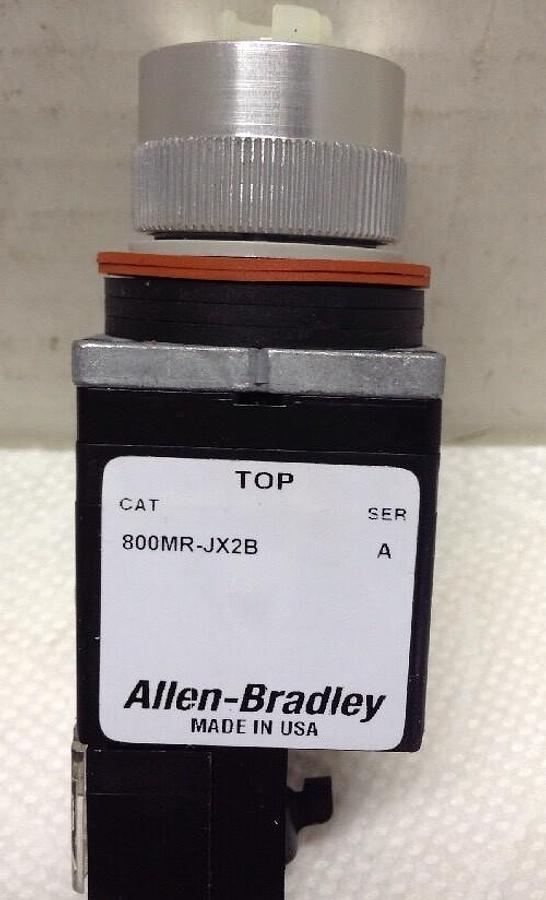 TOP
CAT SER
800MR-JX2B A
Allen-Bradley
MADE IN USA